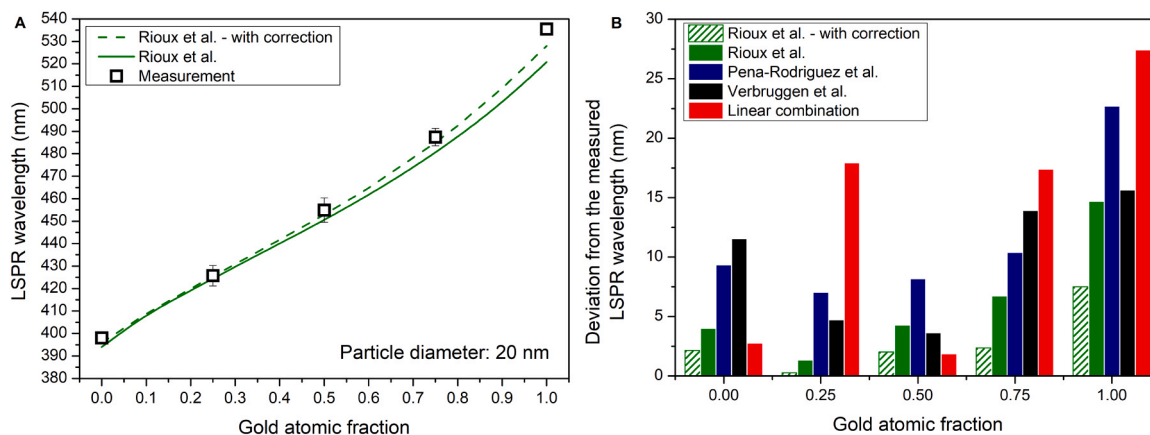 A
LSPR wavelength (nm)
540
530
520
510
500
490
480
470
460
450
440
430
420
410
400
390
380
Rioux et al. - with correction
Rioux et al.
Measurement
Particle diameter: 20 nm
0.0 0.1 0.2 0.3 0.4 0.5 0.6 0.7 0.8 0.9 1.0
Gold atomic fraction
B
Deviation from the measured
LSPR wavelength (nm)
30
25
20
15
10
5
0
Rioux et al. - with correction
Rioux et al.
Pena-Rodriguez et al.
Verbruggen et al.
Linear combination
0.00 0.25 0.50 0.75 1.00
Gold atomic fraction